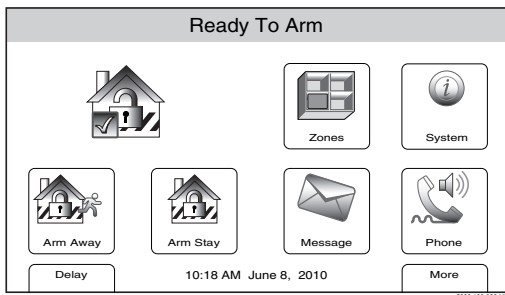 Ready To Arm
Zones
System
Arm Away
Arm Stay
Message
Phone
Delay
10:18 AM June 8, 2010
More